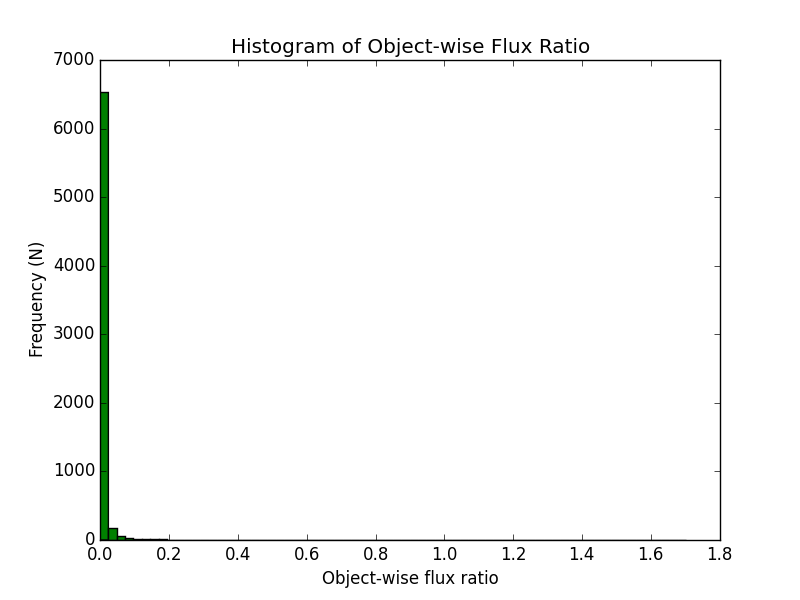 Histogram of Object-wise Flux Ratio
7000
6000
5000
4000
3000
2000
1000
0
Frequency (N)
0.0 0.2 0.4 0.6 0.8 1.0 1.2 1.4 1.6 1.8
Object-wise flux ratio